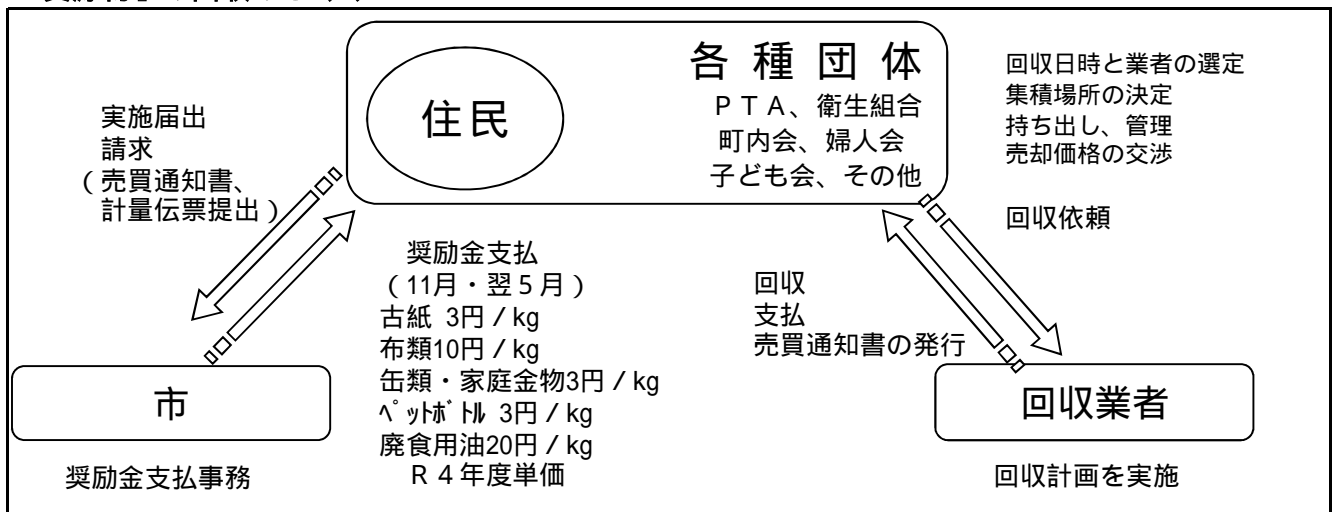 各種団体
住民
ＰＴＡ、衛生組合
町内会、婦人会
子ども会、その他
回収日時と業者の選定
集積場所の決定
持ち出し、管理
売却価格の交渉
回収依頼
実施届出
請求
（売買通知書、
計量伝票提出）
奨励金支払
（11月・翌５月）
古紙 3円／kg
布類10円／kg
缶類・家庭金物3円／kg
ﾍﾟｯﾄﾎﾞﾄﾙ 3円／kg
廃食用油20円／kg
Ｒ４年度単価
回収
支払
売買通知書の発行
市
奨励金支払事務
回収業者
回収計画を実施